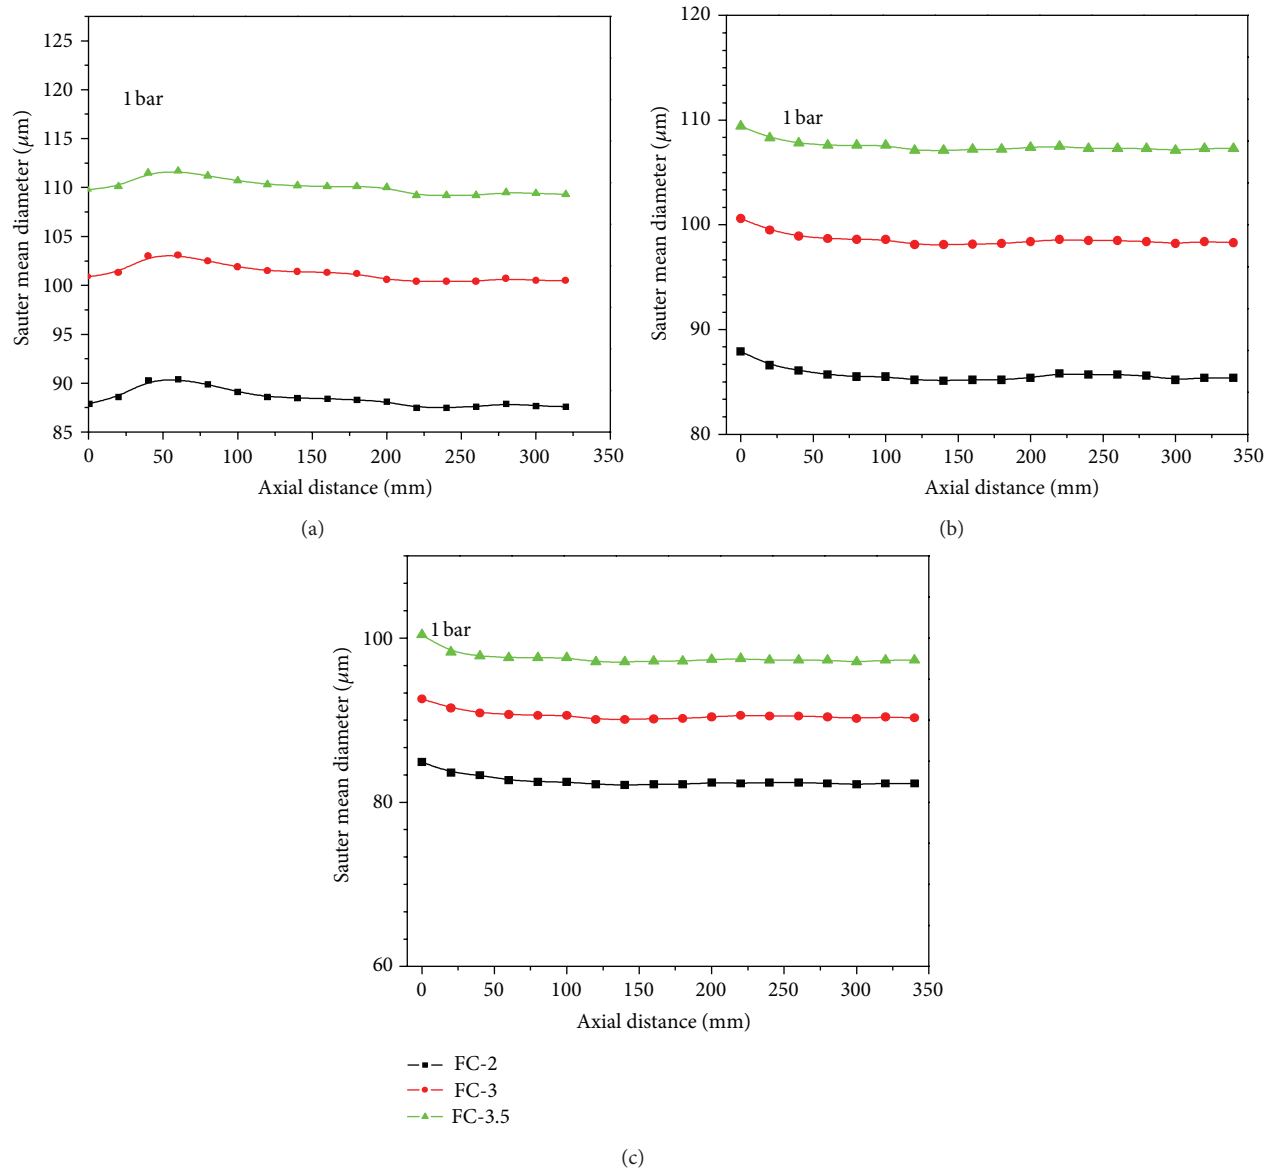 125
120
115
110
105
100
95
90
85
Sauter mean diameter (μm)
1 bar
0 50 100 150 200 250 300 350
Axial distance (mm)
(a)
120
110
100
90
80
Sauter mean diameter (μm)
1 bar
0 50 100 150 200 250 300 350
Axial distance (mm)
(b)
100
80
60
Sauter mean diameter (μm)
1 bar
0 50 100 150 200 250 300 350
Axial distance (mm)
FC-2
FC-3
FC-3.5
(c)